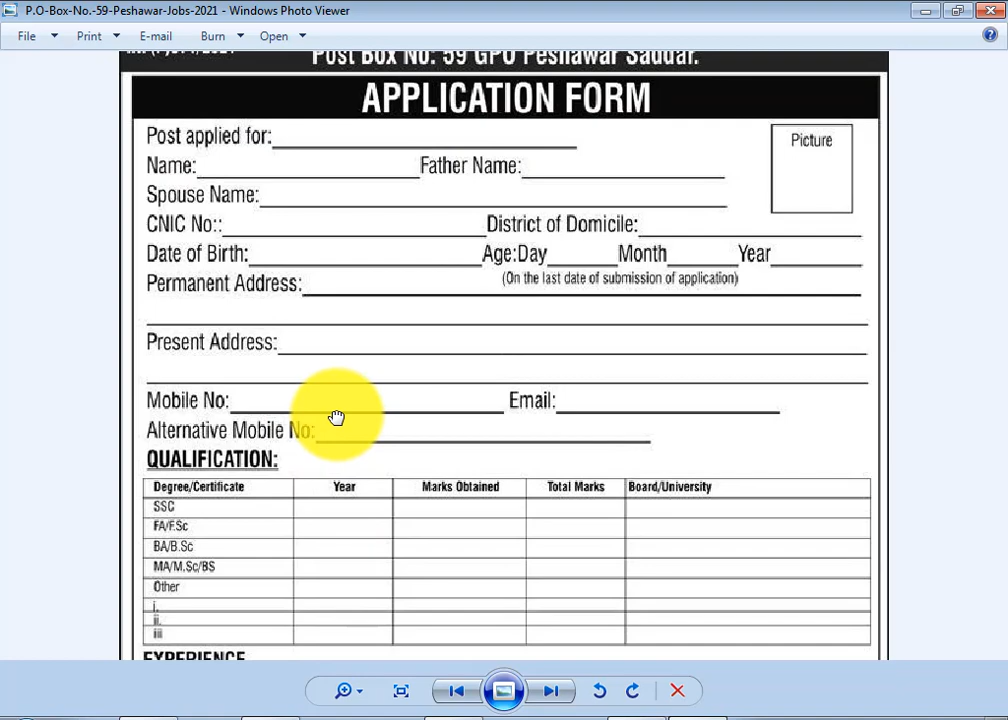 P.O-Box-No.-59-Peshawar-Jobs-2021 - Windows Photo Viewer
File Print E-mail Burn Open
Post Box No. 59 GPO Peshawar Saddar.
APPLICATION FORM
Post applied for: Picture
Name: Father Name:
Spouse Name:
CNIC No:: District of Domicile:
Date of Birth: Age:Day Month Year
(On the last date of submission of application)
Permanent Address:
Present Address:
Mobile No: Email:
Alternative Mobile No:
QUALIFICATION:
Degree/Certificate Year Marks Obtained Total Marks Board/University
SSC
FA/F.Sc
BA/B.Sc
MA/M.Sc/BS
Other
i.
ii.
iii
EXPERIENCE